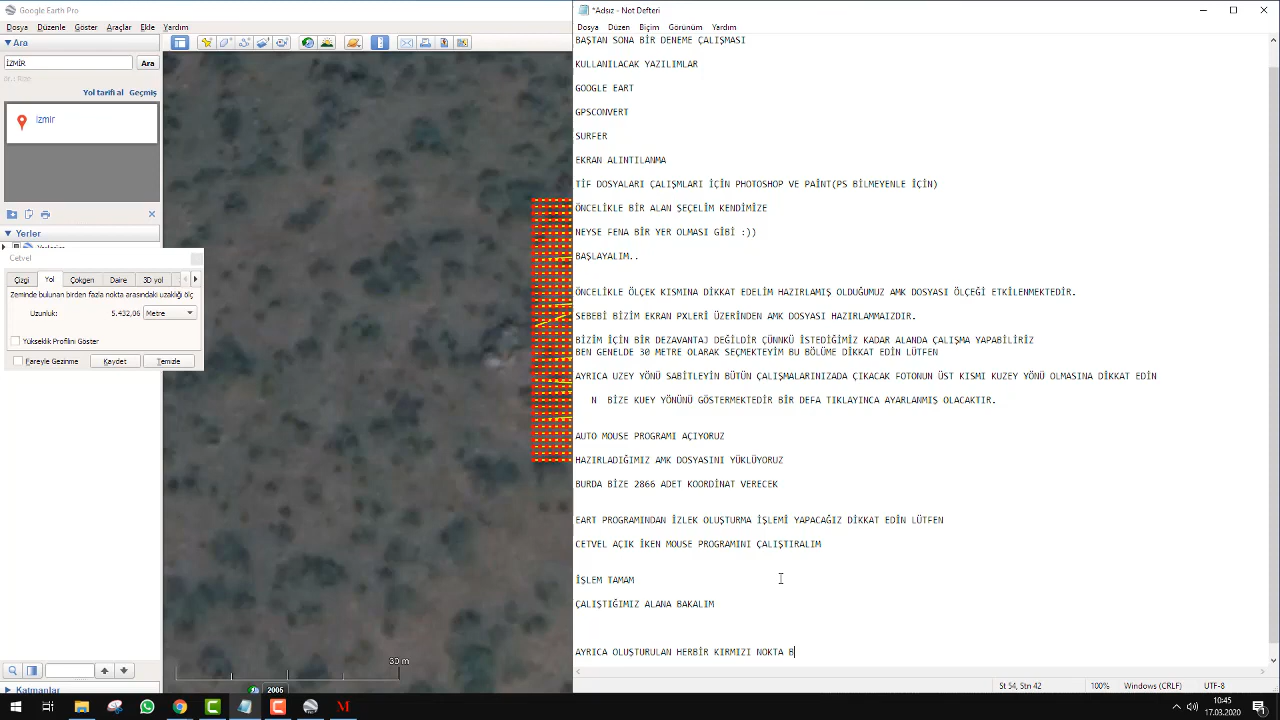 Google Earth Pro
Dosya Düzenle Göster Araçlar Ekle Yardım
Ara
İZMİR
Ara
ör.: Rize
Yol tarifi al Geçmiş
izmir
Yerler
Cetvel
Çizgi Yol Çokgen Daire 3D yol
Zeminde bulunan birden fazla nokta arasındaki uzaklığı ölç
Uzunluk: 5.432,06 Metre
Yükseklik Profilini Göster
Fareyle Gezinme Kaydet Temizle
Katmanlar
30 m
2006
*Adsız - Not Defteri
Dosya Düzen Biçim Görünüm Yardım
BAŞTAN SONA BİR DENEME ÇALIŞMASI
KULLANILACAK YAZILIMLAR
GOOGLE EART
GPSCONVERT
SURFER
EKRAN ALINTILANMA
TİF DOSYALARI ÇALIŞMLARI İÇİN PHOTOSHOP VE PAİNT(PS BİLMEYENLE İÇİN)
ÖNCELİKLE BİR ALAN ŞEÇELİM KENDİMİZE
NEYSE FENA BİR YER OLMASI GİBİ :))
BAŞLAYALIM..
ÖNCELİKLE ÖLÇEK KISMINA DİKKAT EDELİM HAZIRLAMIŞ OLDUĞUMUZ AMK DOSYASI ÖLÇEĞİ ETKİLENMEKTEDİR.
SEBEBİ BİZİM EKRAN PXLERİ ÜZERİNDEN AMK DOSYASI HAZIRLAMMAIZDIR.
BİZİM İÇİN BİR DEZAVANTAJ DEĞİLDİR ÇÜNNKÜ İSTEDİĞİMİZ KADAR ALANDA ÇALIŞMA YAPABİLİRİZ
BEN GENELDE 30 METRE OLARAK SEÇMEKTEYİM BU BÖLÜME DİKKAT EDİN LÜTFEN
AYRICA UZEY YÖNÜ SABİTLEYİN BÜTÜN ÇALIŞMALARINIZADA ÇIKACAK FOTONUN ÜST KISMI KUZEY YÖNÜ OLMASINA DİKKAT EDİN
N BİZE KUEY YÖNÜNÜ GÖSTERMEKTEDİR BİR DEFA TIKLAYINCA AYARLANMIŞ OLACAKTIR.
AUTO MOUSE PROGRAMI AÇIYORUZ
HAZIRLADIĞIMIZ AMK DOSYASINI YÜKLÜYORUZ
BURDA BİZE 2866 ADET KOORDİNAT VERECEK
EART PROGRAMINDAN İZLEK OLUŞTURMA İŞLEMİ YAPACAĞIZ DİKKAT EDİN LÜTFEN
CETVEL AÇIK İKEN MOUSE PROGRAMINI ÇALIŞTIRALIM
İŞLEM TAMAM
ÇALIŞTIĞIMIZ ALANA BAKALIM
AYRICA OLUŞTURULAN HERBİR KIRMIZI NOKTA B
St 54, Stn 42 100% Windows (CRLF) UTF-8
10:45
17.03.2020